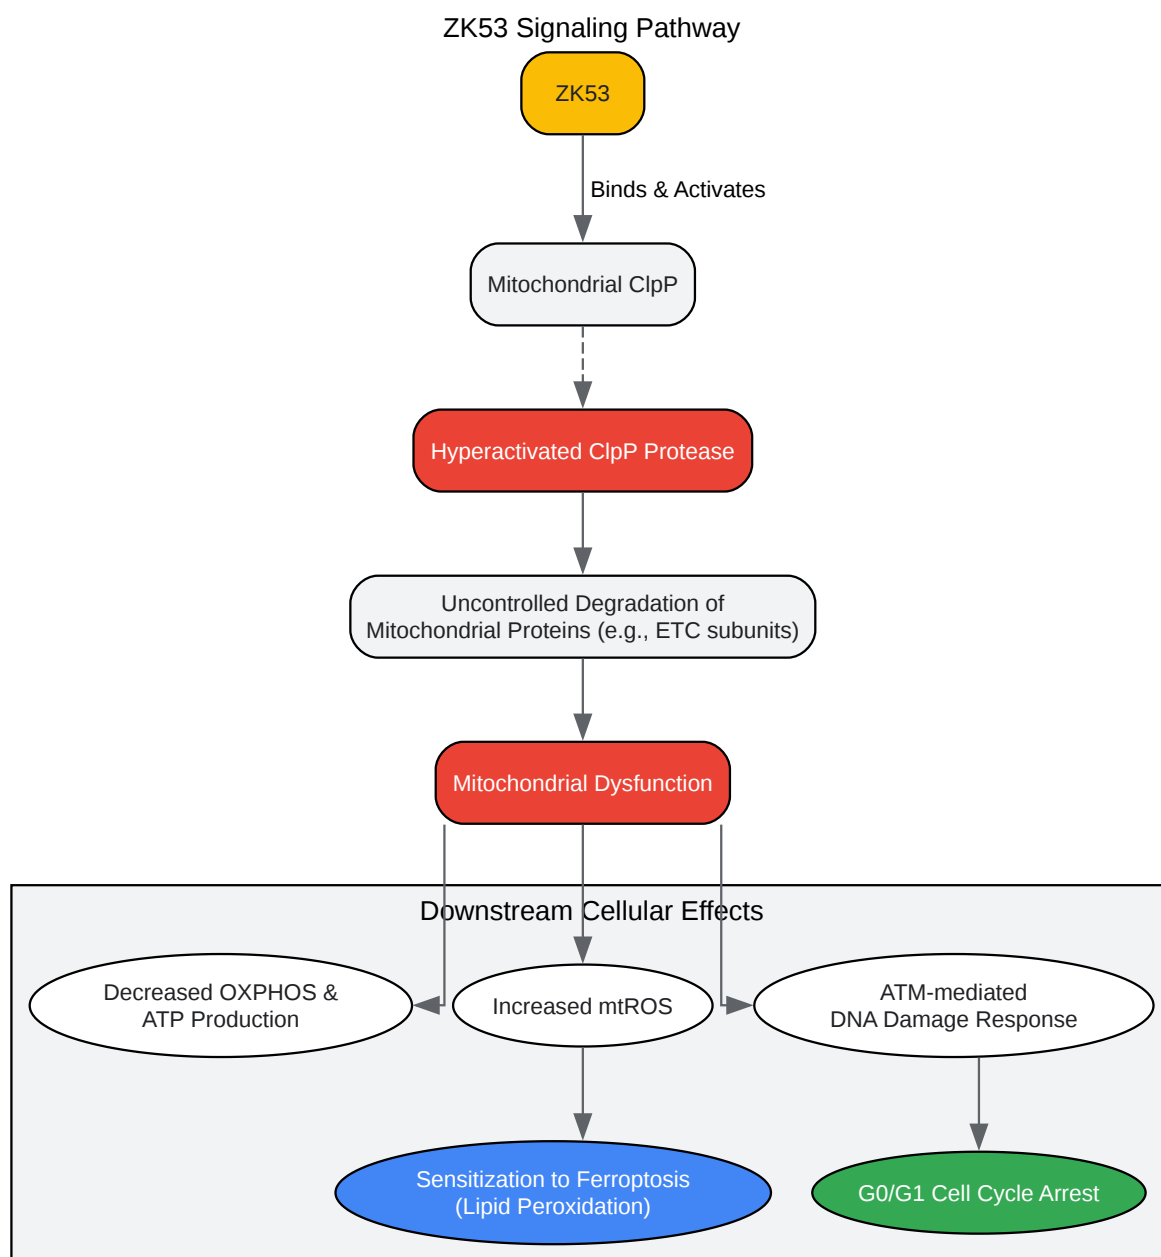 ZK53 Signaling Pathway
ZK53
Binds & Activates
Mitochondrial ClpP
Hyperactivated ClpP Protease
Uncontrolled Degradation of
Mitochondrial Proteins (e.g., ETC subunits)
Mitochondrial Dysfunction
Downstream Cellular Effects
Decreased OXPHOS &
ATP Production
Increased mtROS
ATM-mediated
DNA Damage Response
Sensitization to Ferroptosis
(Lipid Peroxidation)
G0/G1 Cell Cycle Arrest